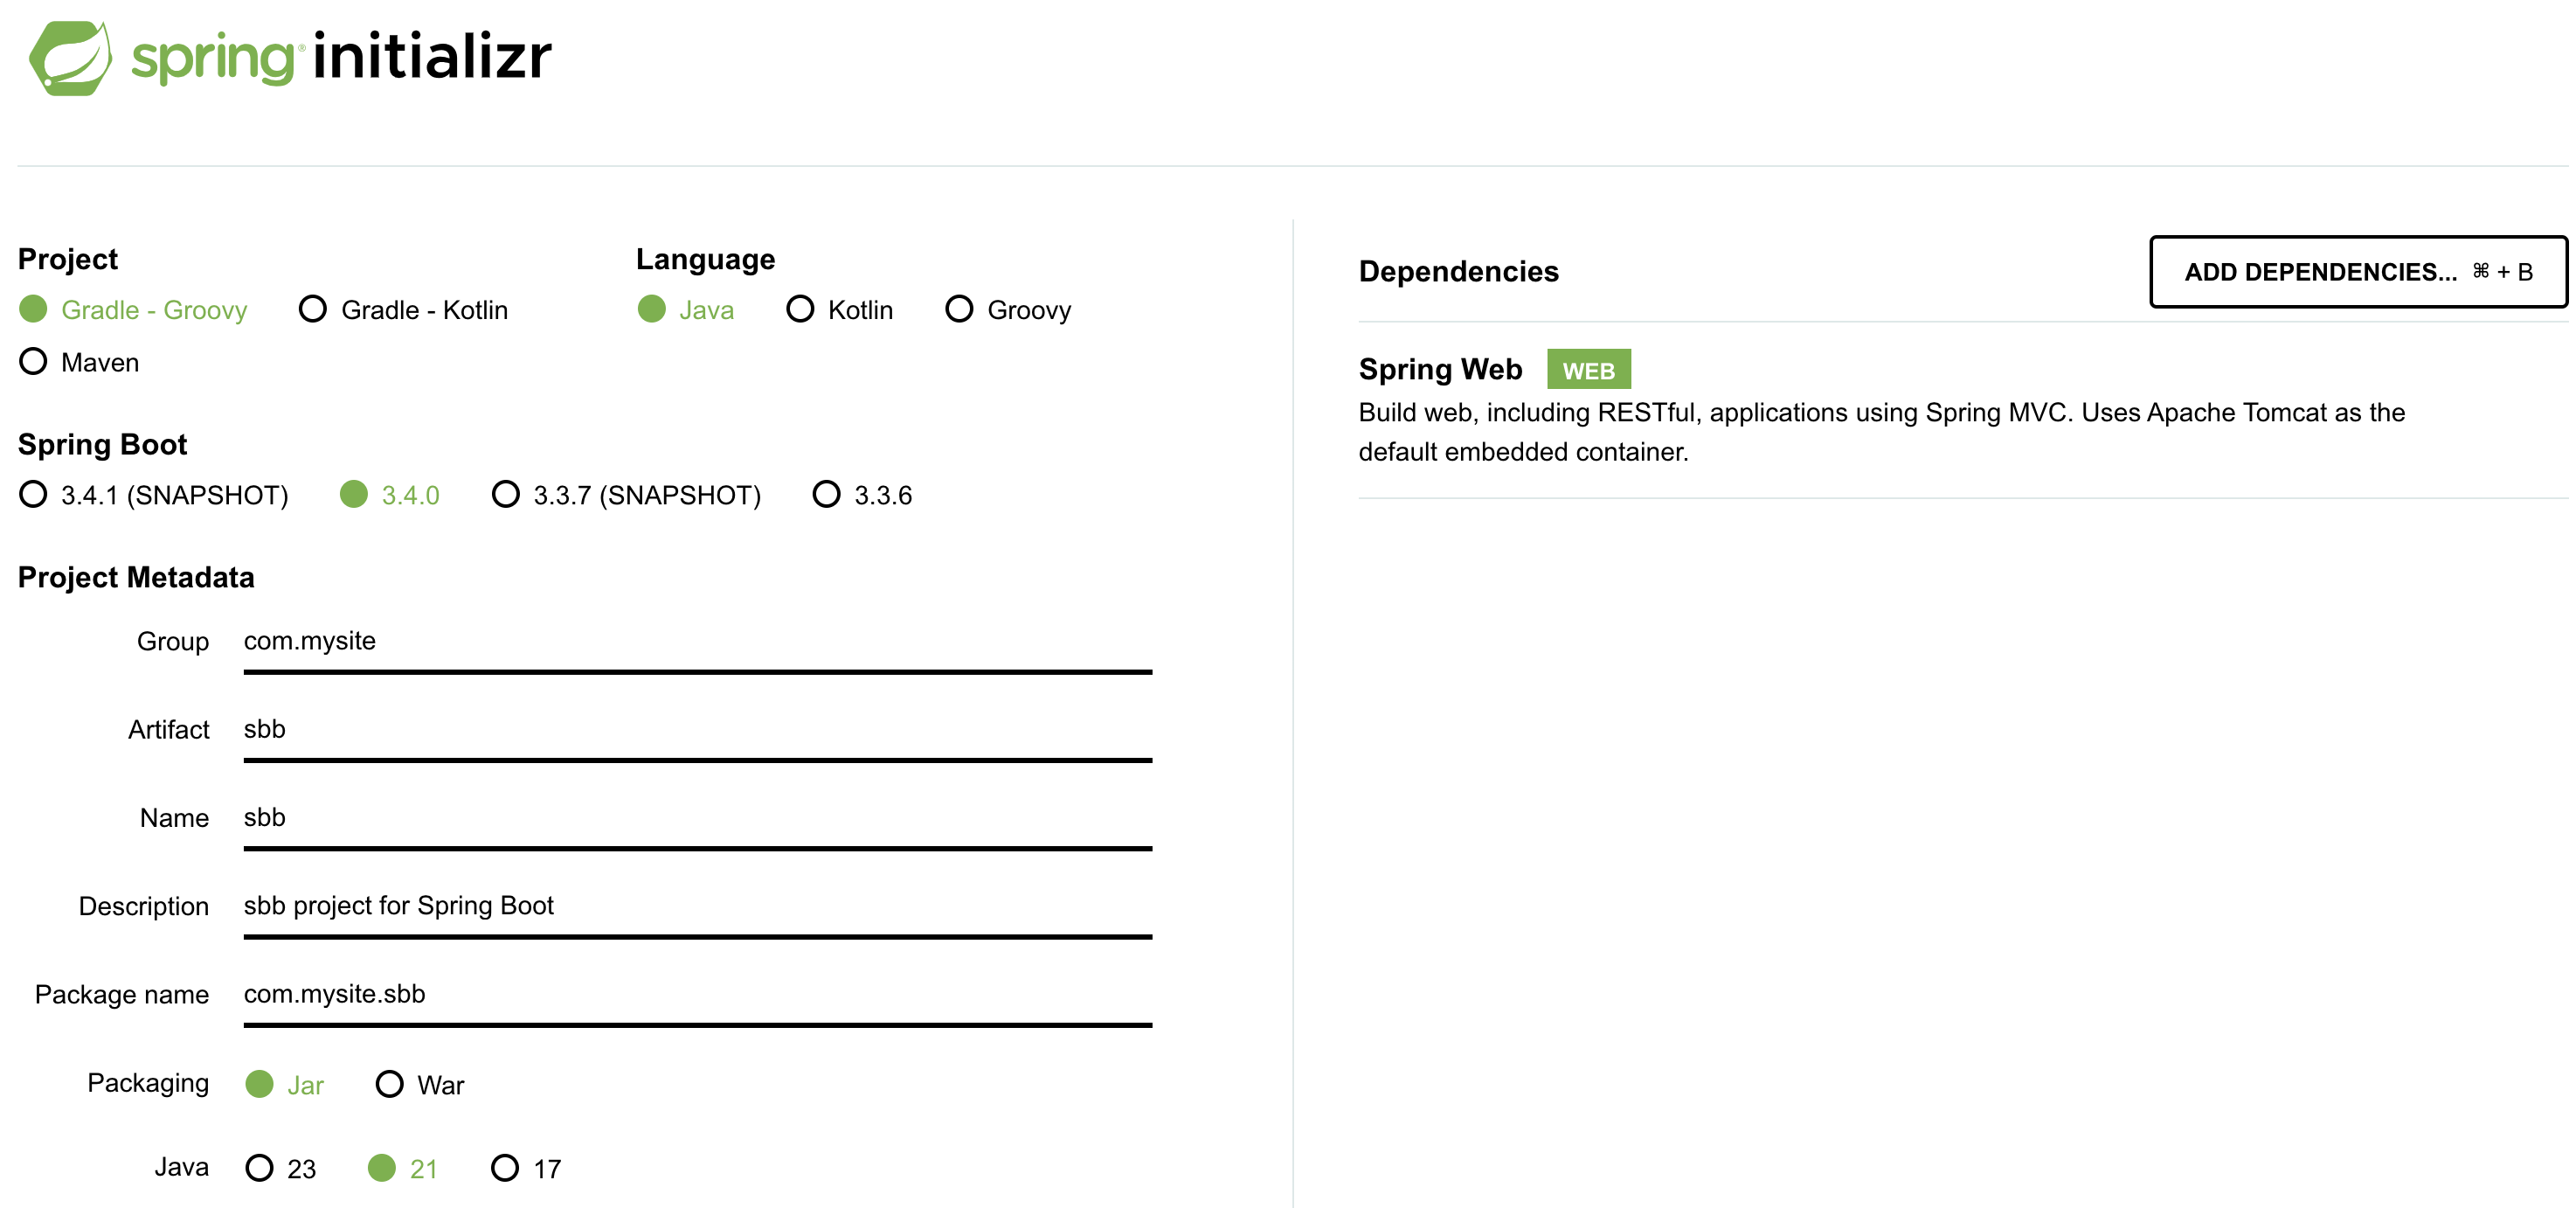 spring® initializr
Project
Gradle - Groovy Gradle - Kotlin
Maven
Language
Java Kotlin Groovy
Spring Boot
3.4.1 (SNAPSHOT) 3.4.0 3.3.7 (SNAPSHOT) 3.3.6
Project Metadata
Group com.mysite
Artifact sbb
Name sbb
Description sbb project for Spring Boot
Package name com.mysite.sbb
Packaging Jar War
Java 23 21 17
Dependencies ADD DEPENDENCIES... ⌘ + B
Spring Web WEB
Build web, including RESTful, applications using Spring MVC. Uses Apache Tomcat as the
default embedded container.